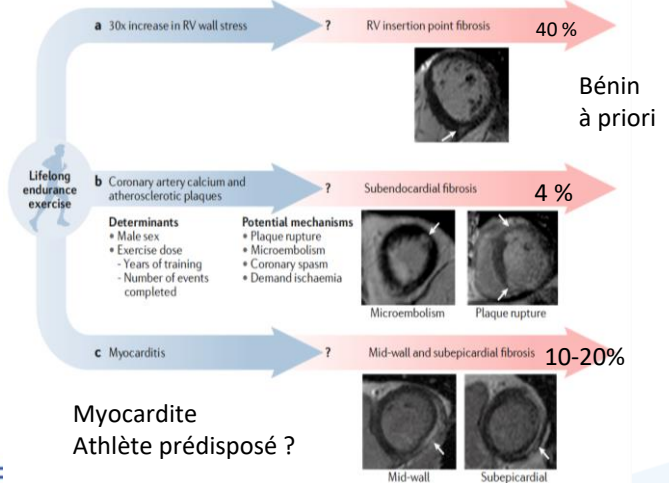 a 30x increase in RV wall stress
?
RV insertion point fibrosis
40 %
Bénin
à priori
Lifelong
endurance
exercise
b Coronary artery calcium and
atherosclerotic plaques
?
Subendocardial fibrosis
4 %
Determinants
• Male sex
• Exercise dose
- Years of training
- Number of events
completed
Potential mechanisms
• Plaque rupture
• Microembolism
• Coronary spasm
• Demand ischaemia
Microembolism
Plaque rupture
c Myocarditis
?
Mid-wall and subepicardial fibrosis
10-20%
Myocardite
Athlète prédisposé ?
Mid-wall
Subepicardial